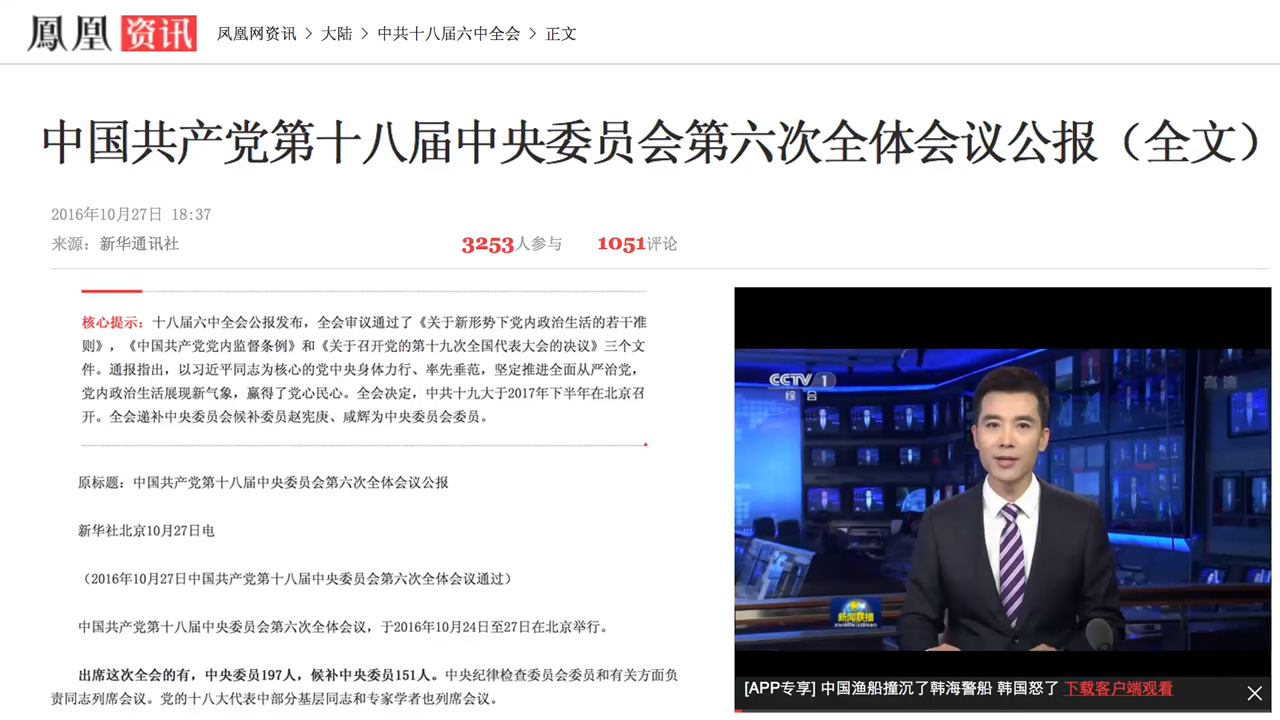 鳳凰 资讯 凤凰网资讯 > 大陆 > 中共十八届六中全会 > 正文
中国共产党第十八届中央委员会第六次全体会议公报（全文）
2016年10月27日 18:37
来源：新华通讯社 3253人参与 1051评论
核心提示：十八届六中全会公报发布，全会审议通过了《关于新形势下党内政治生活的若干准
则》，《中国共产党党内监督条例》和《关于召开党的第十九次全国代表大会的决议》三个文
件。通报指出，以习近平同志为核心的党中央身体力行、率先垂范，坚定推进全面从严治党，
党内政治生活展现新气象，赢得了党心民心。全会决定，中共十九大于2017年下半年在北京召
开。全会递补中央委员会候补委员赵宪庚、咸辉为中央委员会委员。
原标题：中国共产党第十八届中央委员会第六次全体会议公报
新华社北京10月27日电
（2016年10月27日中国共产党第十八届中央委员会第六次全体会议通过）
中国共产党第十八届中央委员会第六次全体会议，于2016年10月24日至27日在北京举行。
出席这次全会的有，中央委员197人，候补中央委员151人。中央纪律检查委员会委员和有关方面负
责同志列席会议。党的十八大代表中部分基层同志和专家学者也列席会议。
CCTV 1
综合
高清
新闻联播
XINWEN LIANBO
[APP专享] 中国渔船撞沉了韩海警船 韩国怒了 下载客户端观看